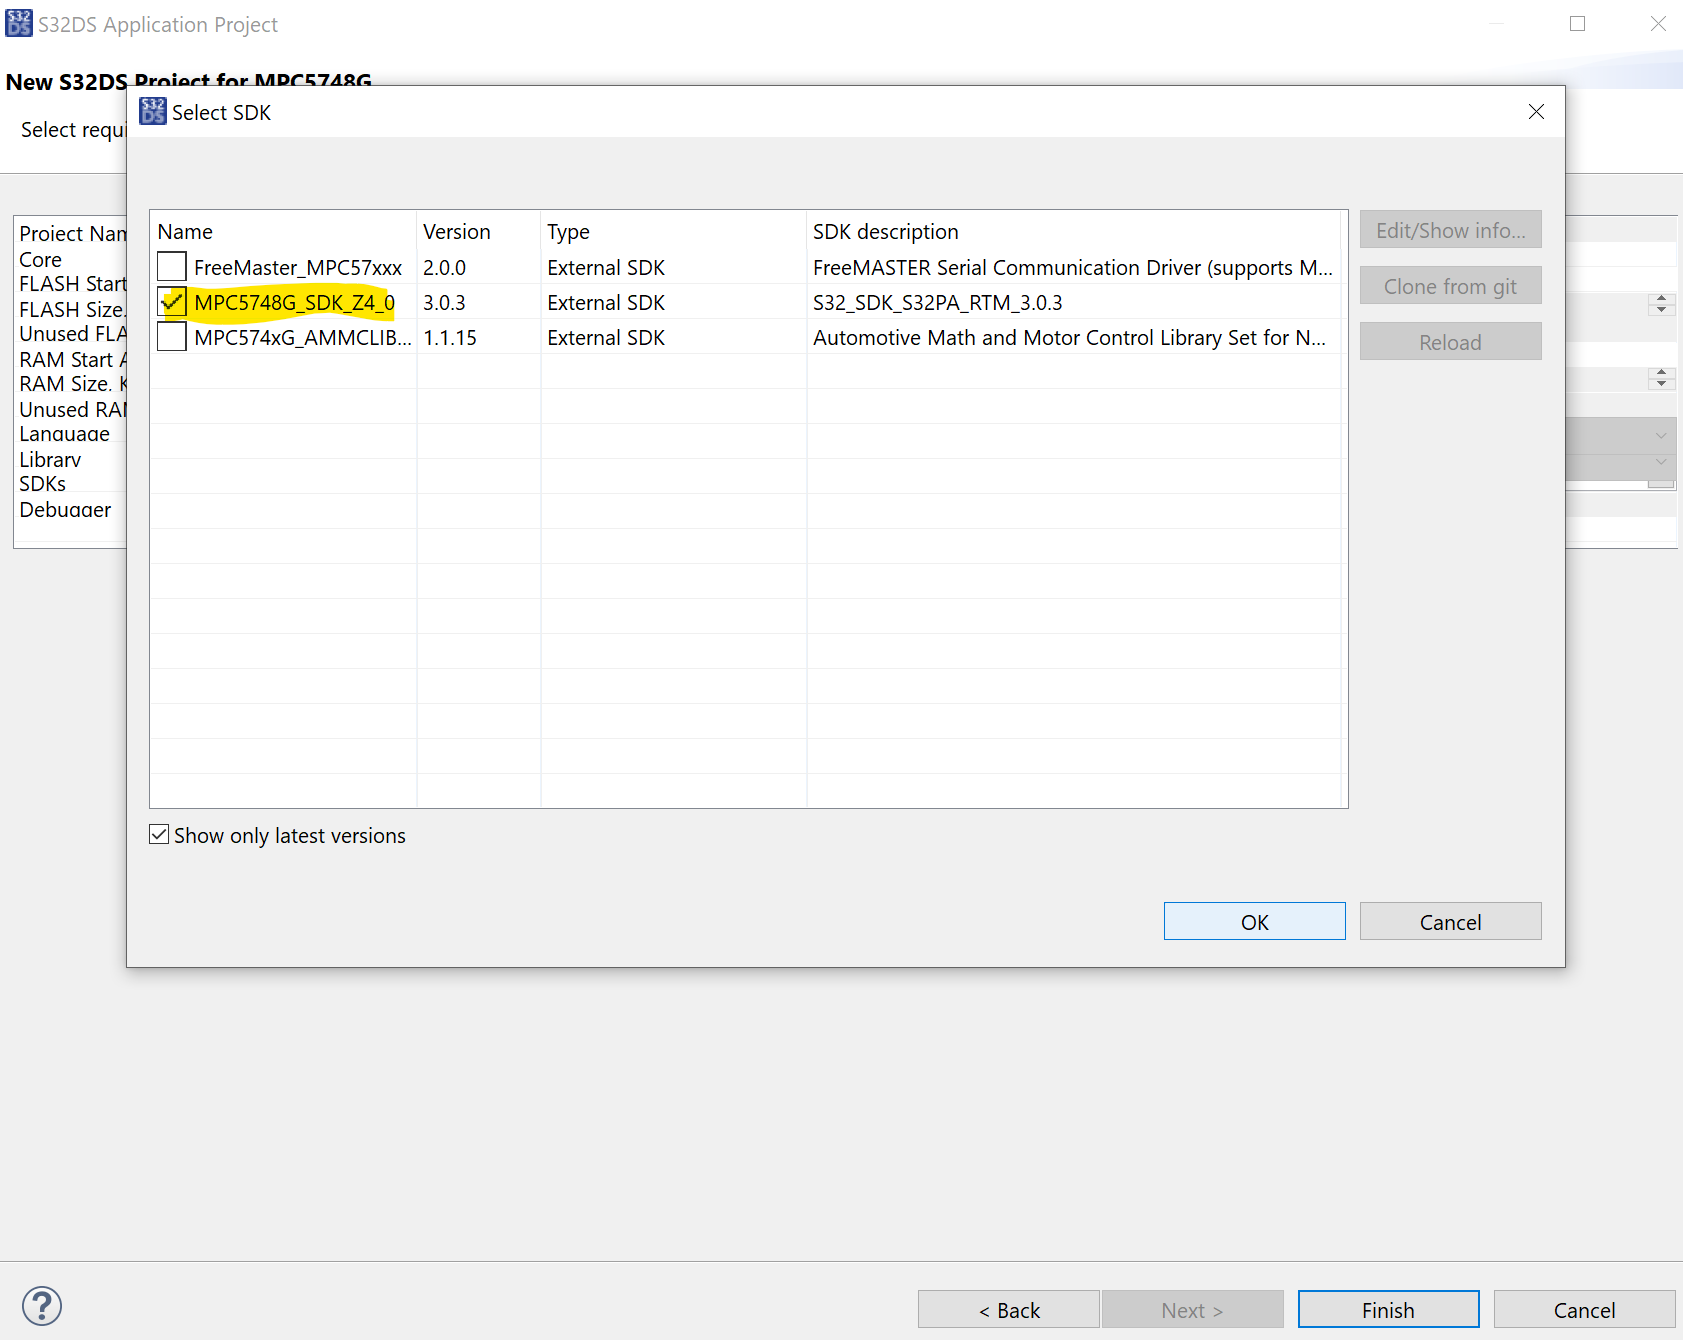 S32DS Application Project
New S32DS Project for MPC5748G
Select requi
S32 DS Select SDK
Name Version Type SDK description
FreeMaster_MPC57xxx 2.0.0 External SDK FreeMASTER Serial Communication Driver (supports M...
MPC5748G_SDK_Z4_0 3.0.3 External SDK S32_SDK_S32PA_RTM_3.0.3
MPC574xG_AMMCLIB... 1.1.15 External SDK Automotive Math and Motor Control Library Set for N...
Edit/Show info...
Clone from git
Reload
Project Nam
Core
FLASH Start
FLASH Size.
Unused FLA
RAM Start A
RAM Size. K
Unused RAM
Language
Library
SDKs
Debugger
Show only latest versions
OK Cancel
? < Back Next > Finish Cancel